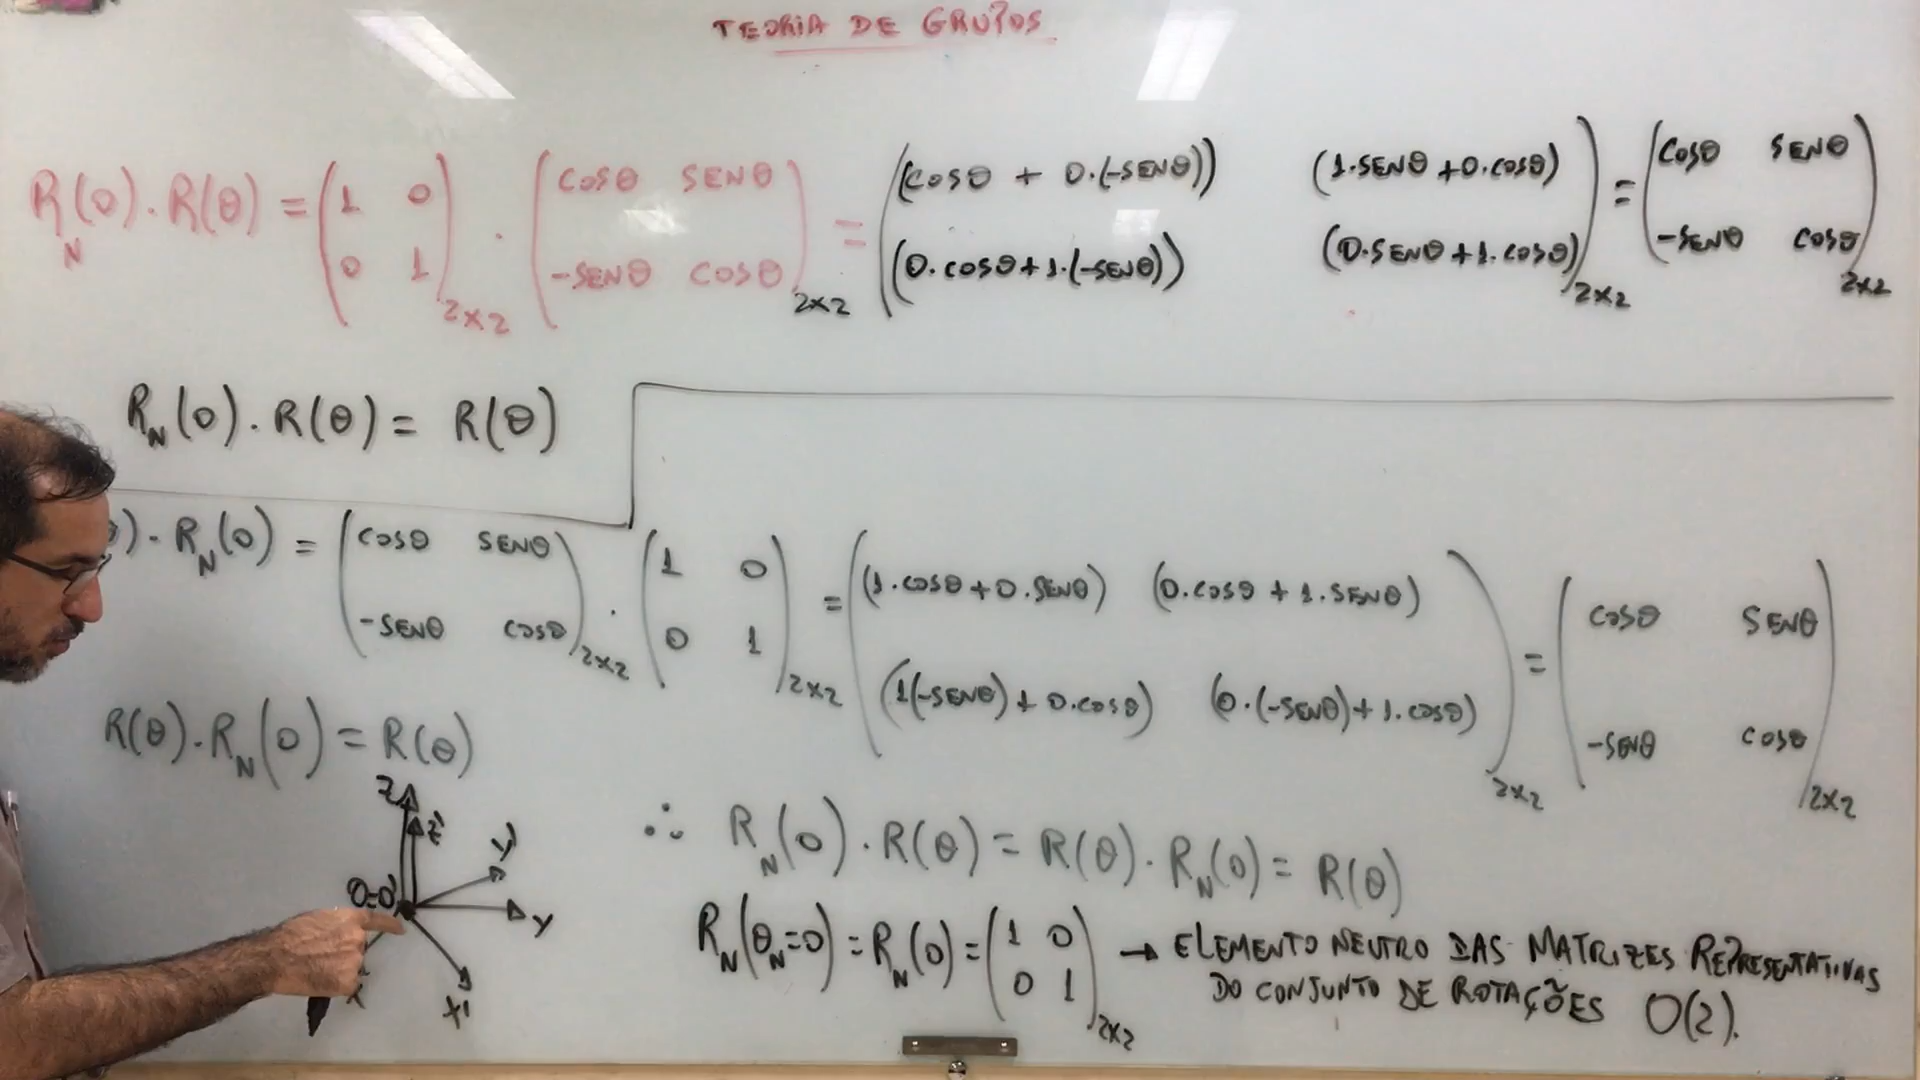 TEORIA DE GRUPOS
R_N(0) . R(θ) = (1 0; 0 1)_2x2 . (COSθ SENθ; -SENθ COSθ)_2x2 = ((COSθ + 0.(-SENθ)) (1.SENθ + 0.COSθ); (0.COSθ + 1.(-SENθ)) (0.SENθ + 1.COSθ))_2x2 = (COSθ SENθ; -SENθ COSθ)_2x2
R_N(0) . R(θ) = R(θ)
) . R_N(0) = (COSθ SENθ; -SENθ COSθ)_2x2 . (1 0; 0 1)_2x2 = ((1.COSθ + 0.SENθ) (0.COSθ + 1.SENθ); (1(-SENθ) + 0.COSθ) (0.(-SENθ) + 1.COSθ))_2x2 = (COSθ SENθ; -SENθ COSθ)_2x2
R(θ) . R_N(0) = R(θ)
Z
Z'
Y'
0=0'
Y
X
X'
∴ R_N(0) . R(θ) = R(θ) . R_N(0) = R(θ)
R_N(θ_N=0) = R_N(0) = (1 0; 0 1)_2x2 → ELEMENTO NEUTRO DAS MATRIZES REPRESENTATIVAS
DO CONJUNTO DE ROTAÇÕES O(2).